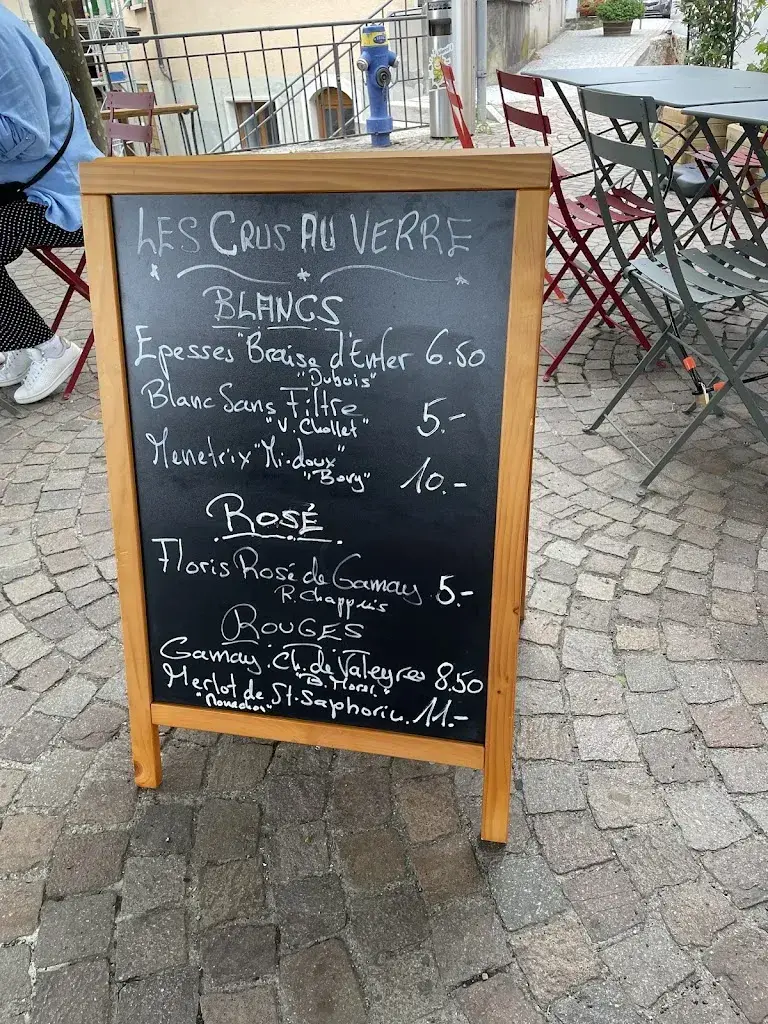 LES CRUS AU VERRE
BLANCS
Epesses "Braise d'Enfer 6.50
"Dubois"
Blanc Sans Filtre 5.-
"V. Chollet"
Menetrix "Mi-doux"
"Bory" 10.-
ROSÉ
Floris Rosé de Gamay 5.-
R. Chappuis
ROUGES
Gamay. Ch. de Valeyres 8.50
Merlot de St-Saphorin 11.-